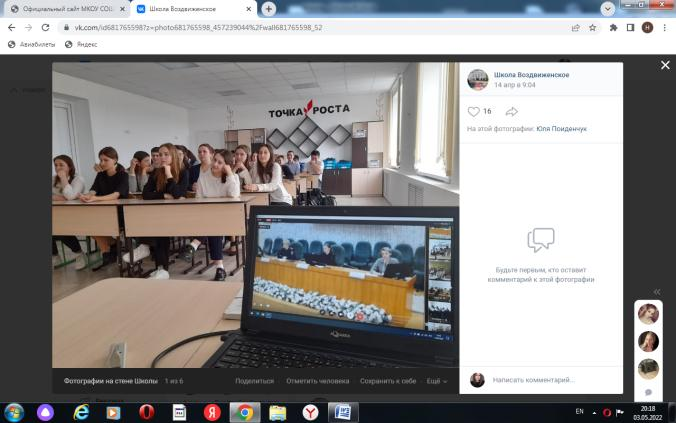 Официальный сайт МКОУ СОШ
Школа Воздвиженское
vk.com/id681765598?z=photo681765598_457239044%2Fwall681765598_52
Авиабилеты
Яндекс
ТОЧКА РОСТА
Школа Воздвиженское
14 апр в 9:04
16
На этой фотографии: Юля Поиденчук
Будьте первым, кто оставит
комментарий к этой фотографии
Фотографии на стене Школы 1 из 6
Поделиться Отметить человека Сохранить к себе Ещё
Написать комментарий...
EN
20:18
03.05.2022